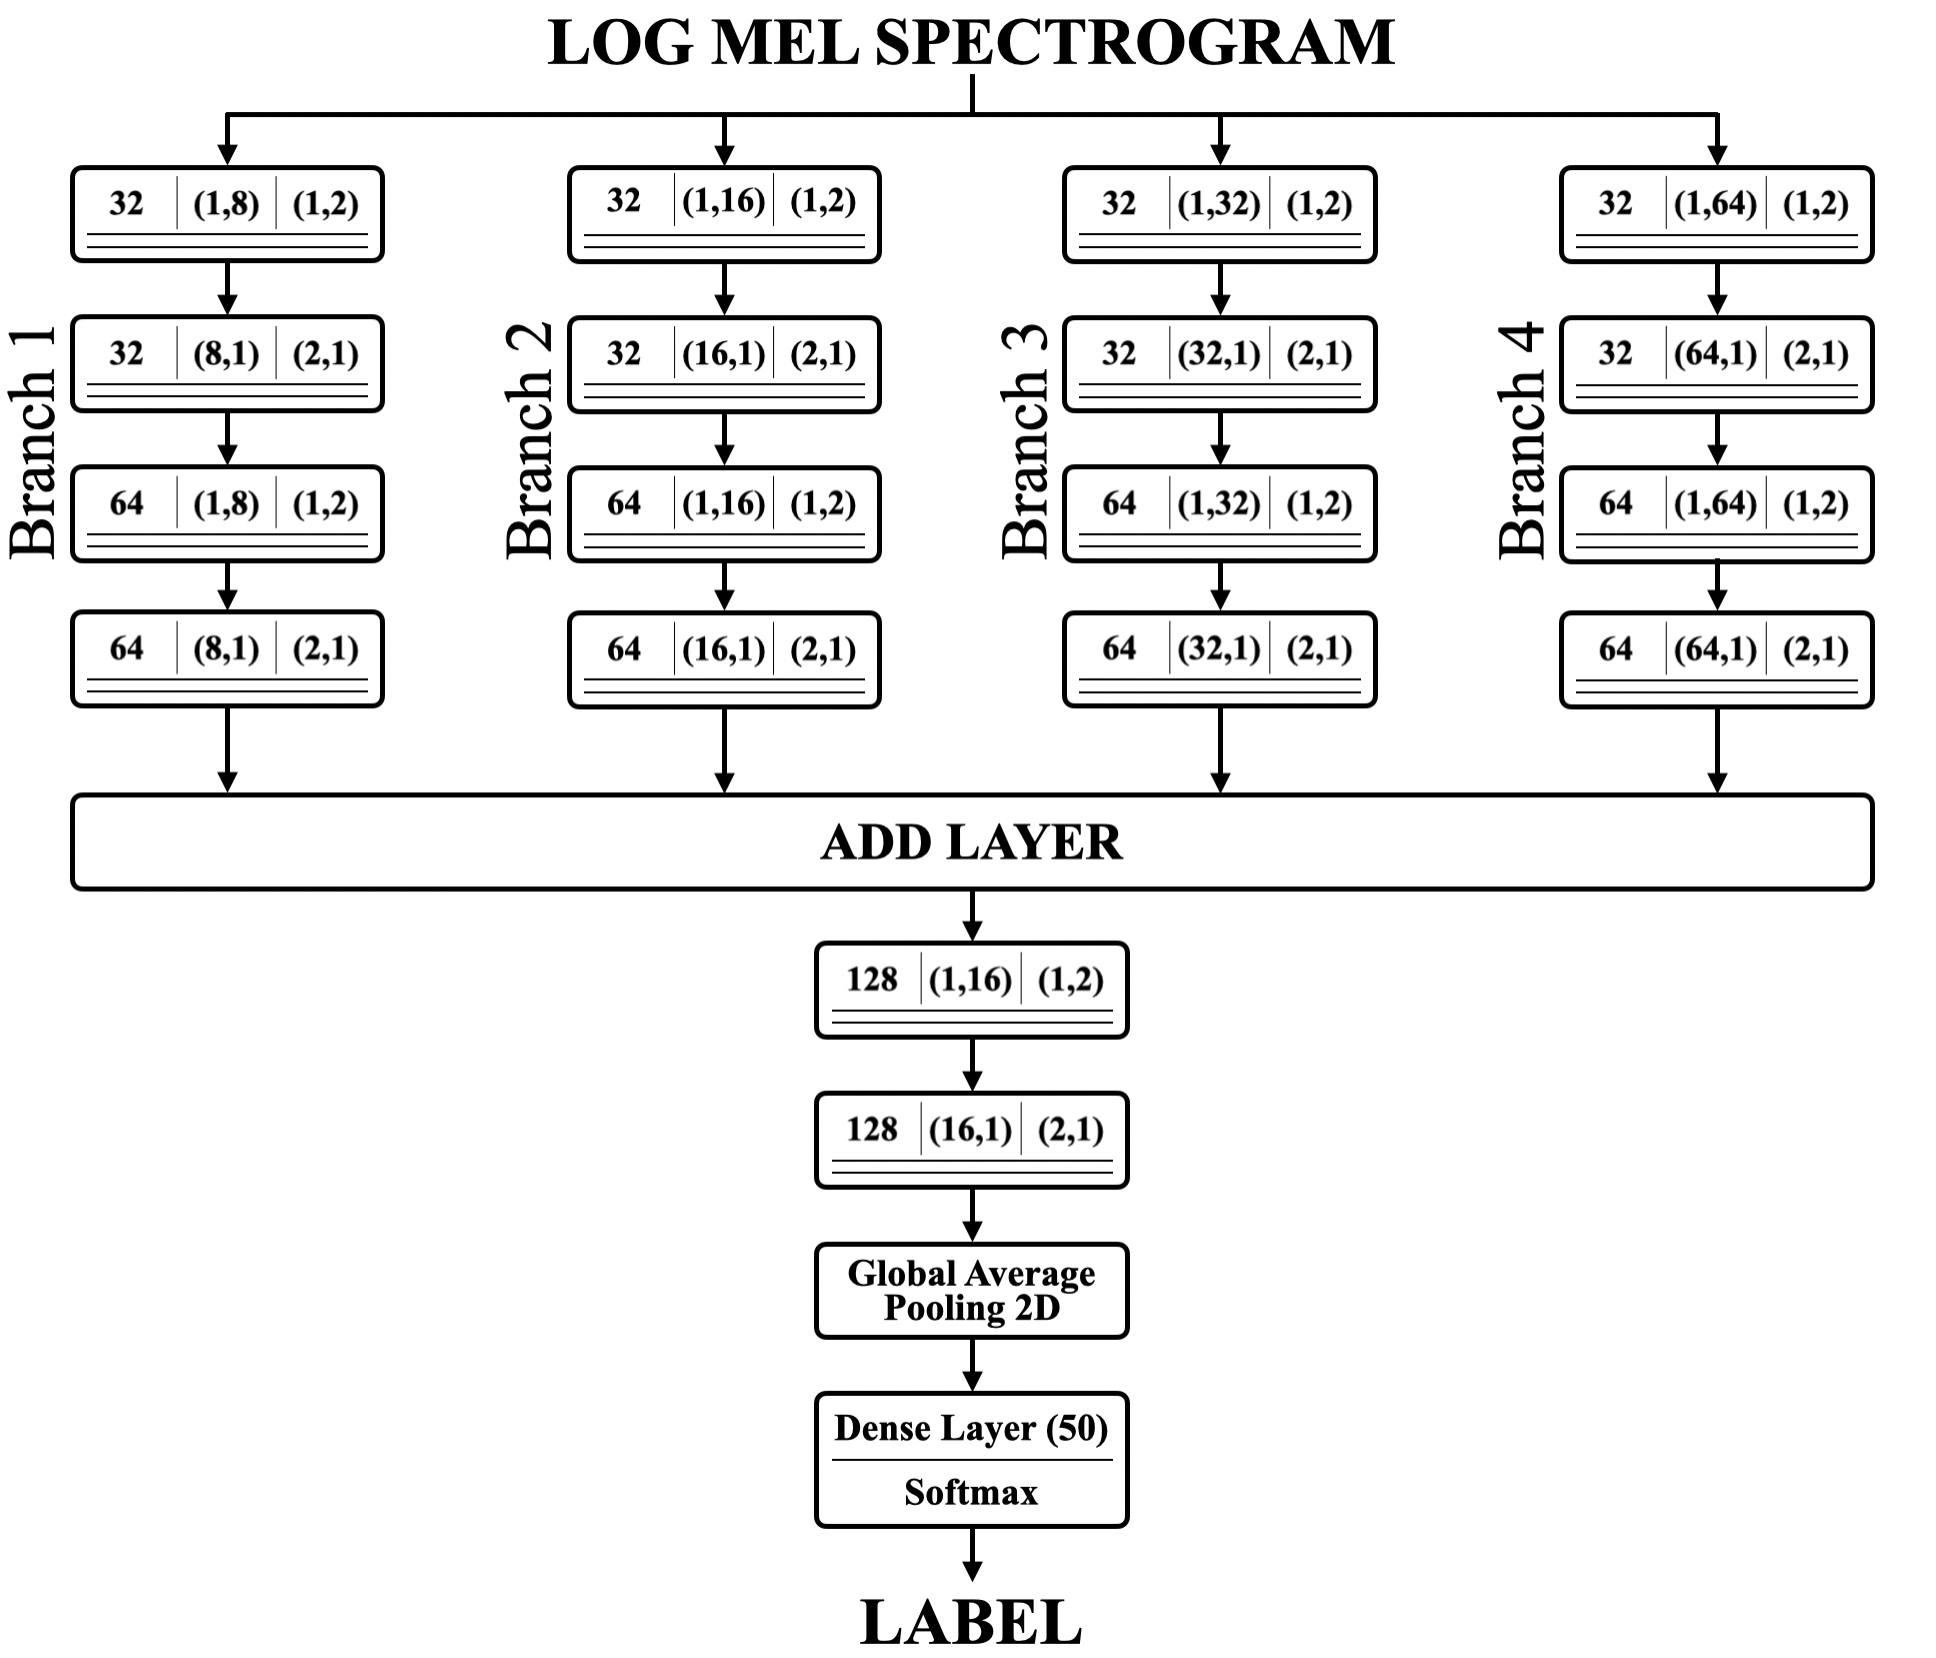 LOG MEL SPECTROGRAM
Branch 1
32 (1,8) (1,2)
32 (8,1) (2,1)
64 (1,8) (1,2)
64 (8,1) (2,1)
Branch 2
32 (1,16) (1,2)
32 (16,1) (2,1)
64 (1,16) (1,2)
64 (16,1) (2,1)
Branch 3
32 (1,32) (1,2)
32 (32,1) (2,1)
64 (1,32) (1,2)
64 (32,1) (2,1)
Branch 4
32 (1,64) (1,2)
32 (64,1) (2,1)
64 (1,64) (1,2)
64 (64,1) (2,1)
ADD LAYER
128 (1,16) (1,2)
128 (16,1) (2,1)
Global Average
Pooling 2D
Dense Layer (50)
Softmax
LABEL